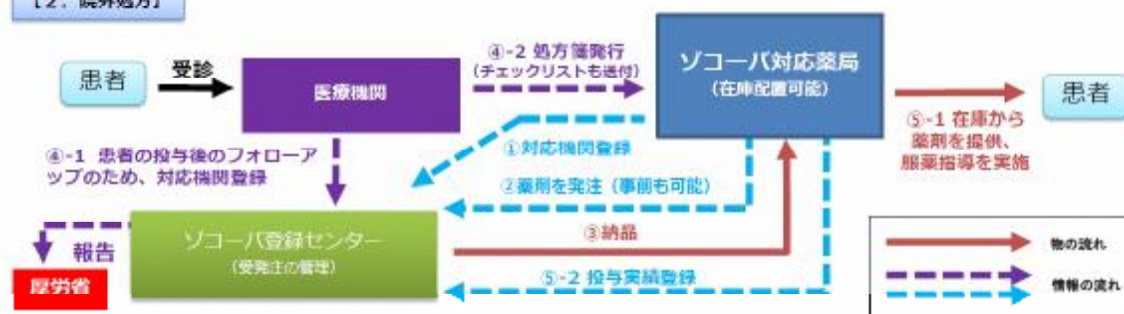 【２．院外処方】
患者
受診
医療機関
④-2 処方箋発行
(チェックリストも送付)
ゾコーバ対応薬局
(在庫配置可能)
⑤-1 在庫から
薬剤を提供、
服薬指導を実施
患者
④-1 患者の投与後のフォローア
ップのため、対応機関登録
①対応機関登録
②薬剤を発注（事前も可能）
③納品
ゾコーバ登録センター
(受発注の管理)
⑤-2 投与実績登録
報告
厚労省
物の流れ
情報の流れ